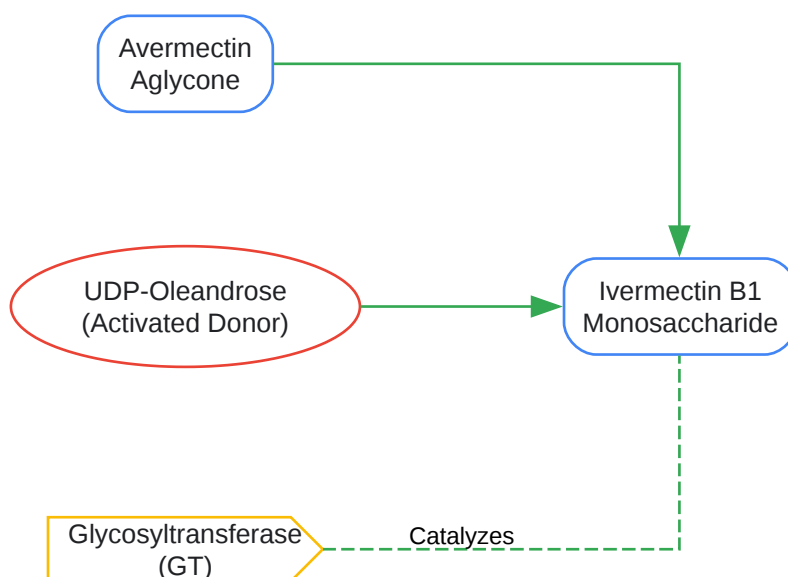 Avermectin
Aglycone
UDP-Oleandrose
(Activated Donor)
Ivermectin B1
Monosaccharide
Glycosyltransferase
(GT)
Catalyzes